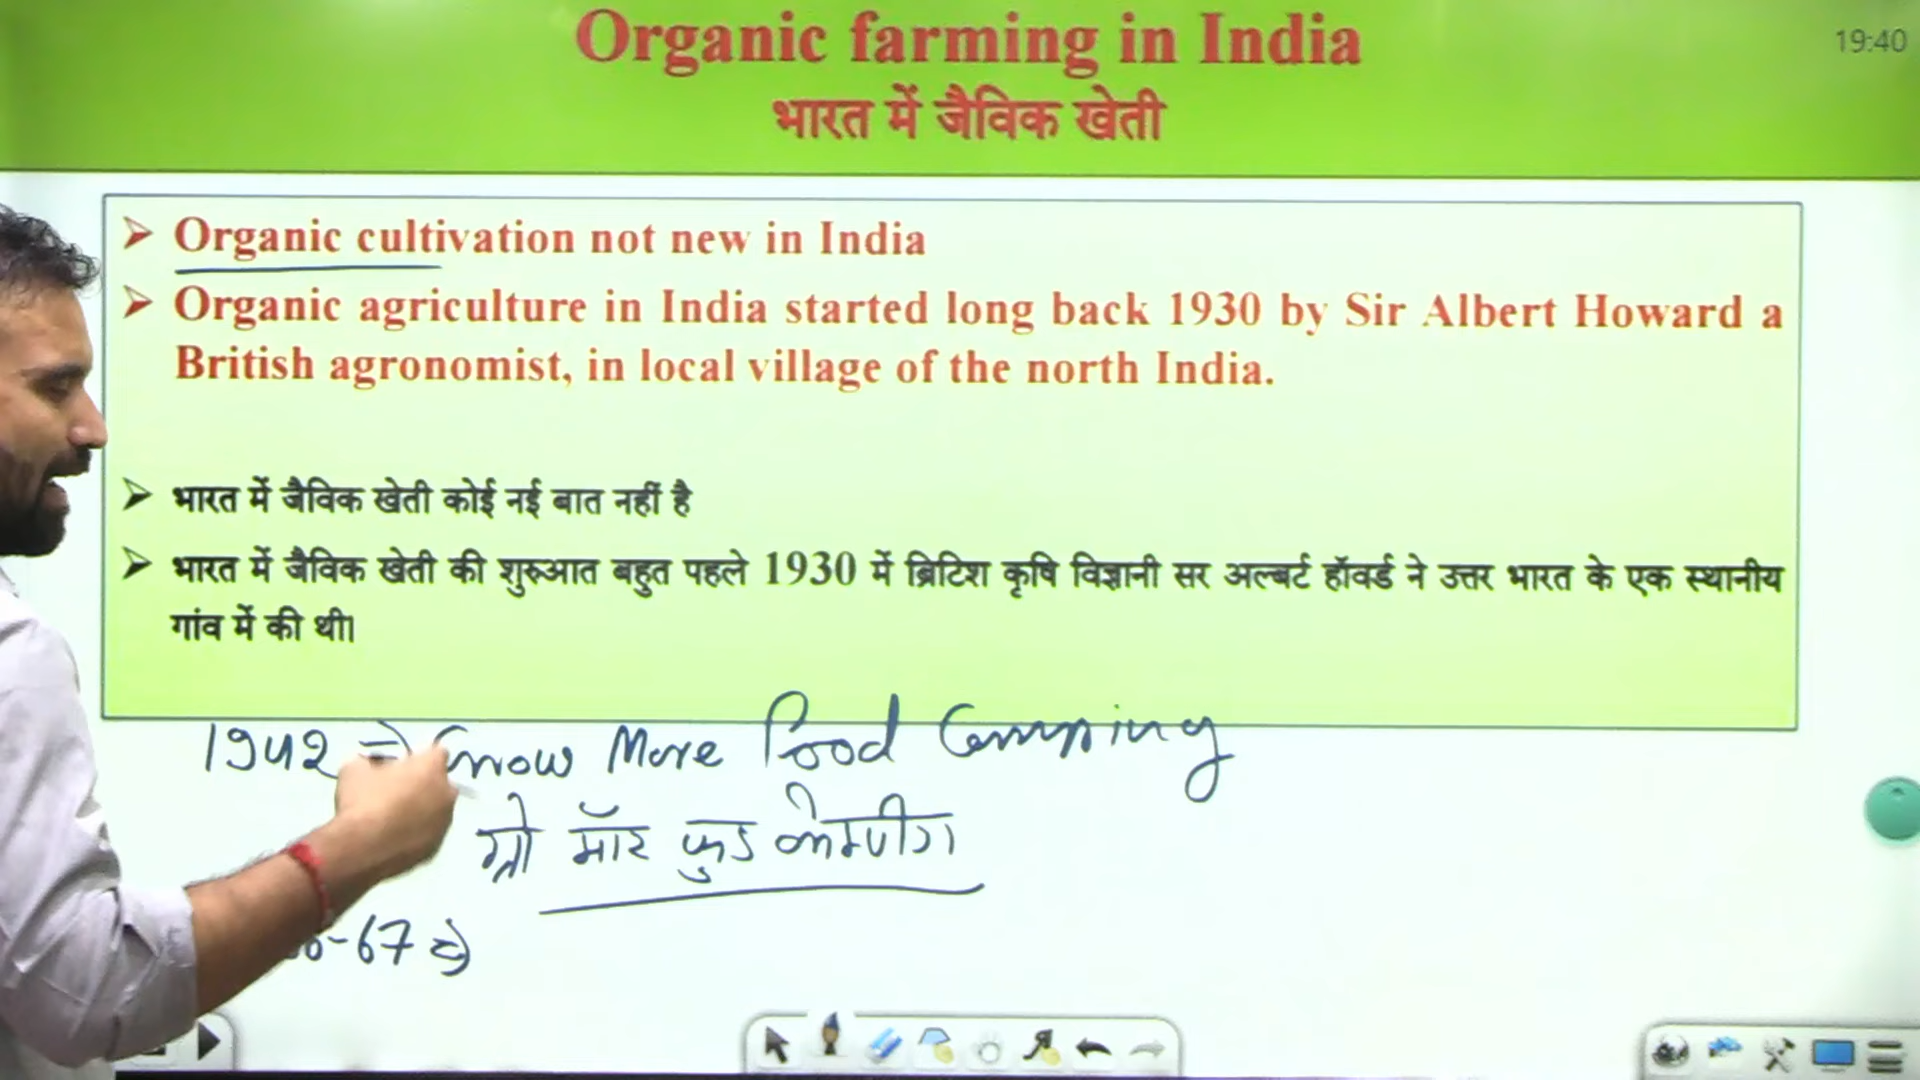 Organic farming in India
19:40
भारत में जैविक खेती
Organic cultivation not new in India
Organic agriculture in India started long back 1930 by Sir Albert Howard a
British agronomist, in local village of the north India.
भारत में जैविक खेती कोई नई बात नहीं है
भारत में जैविक खेती की शुरुआत बहुत पहले 1930 में ब्रिटिश कृषि विज्ञानी सर अल्बर्ट हॉवर्ड ने उत्तर भारत के एक स्थानीय
गांव में की थी।
1942 ⇒ Grow More Food
ग्रो मॉर फुड
-67 ⇒